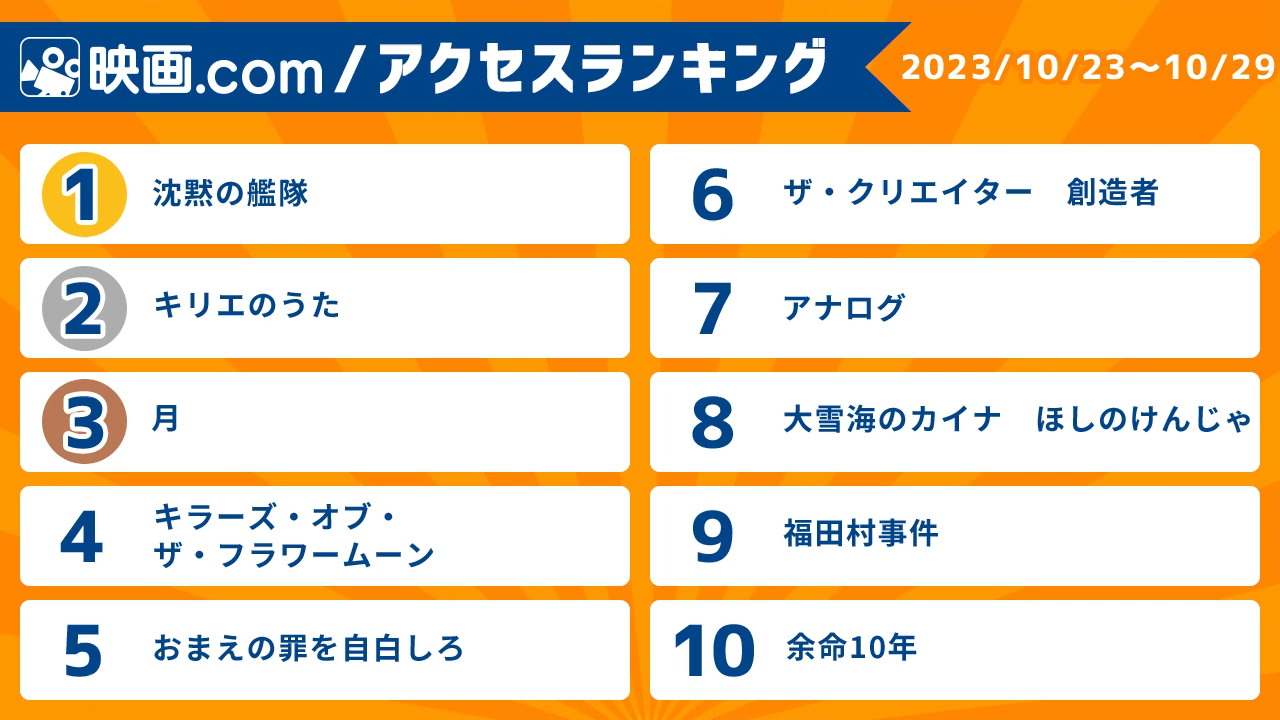 映画.com/アクセスランキング
2023/10/23〜10/29
1 沈黙の艦隊
2 キリエのうた
3 月
4 キラーズ・オブ・
ザ・フラワームーン
5 おまえの罪を自白しろ
6 ザ・クリエイター　創造者
7 アナログ
8 大雪海のカイナ　ほしのけんじゃ
9 福田村事件
10 余命10年